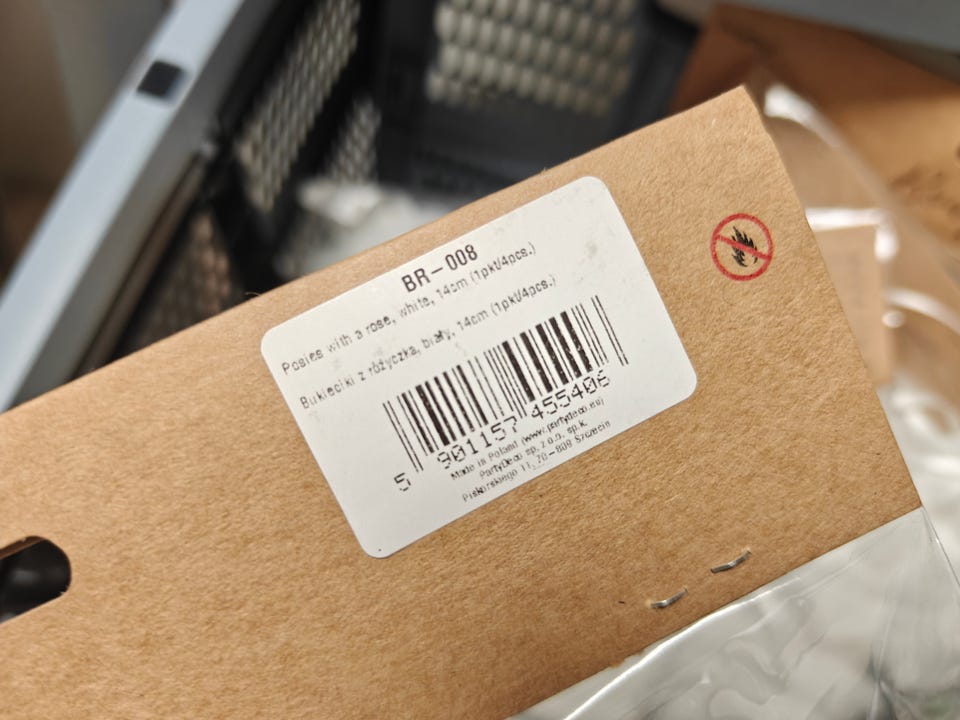 BR-008
Posies with a rose, white, 14cm (1pkt/4pcs.)
Bukieciki z różyczką, biały, 14cm (1pkt/4pcs.)
5 901157 455406
Made in Poland (www.partydeco.eu)
PartyDeco sp. z o.o. sp.k.
Piskorskiego 11, 70-809 Szczecin